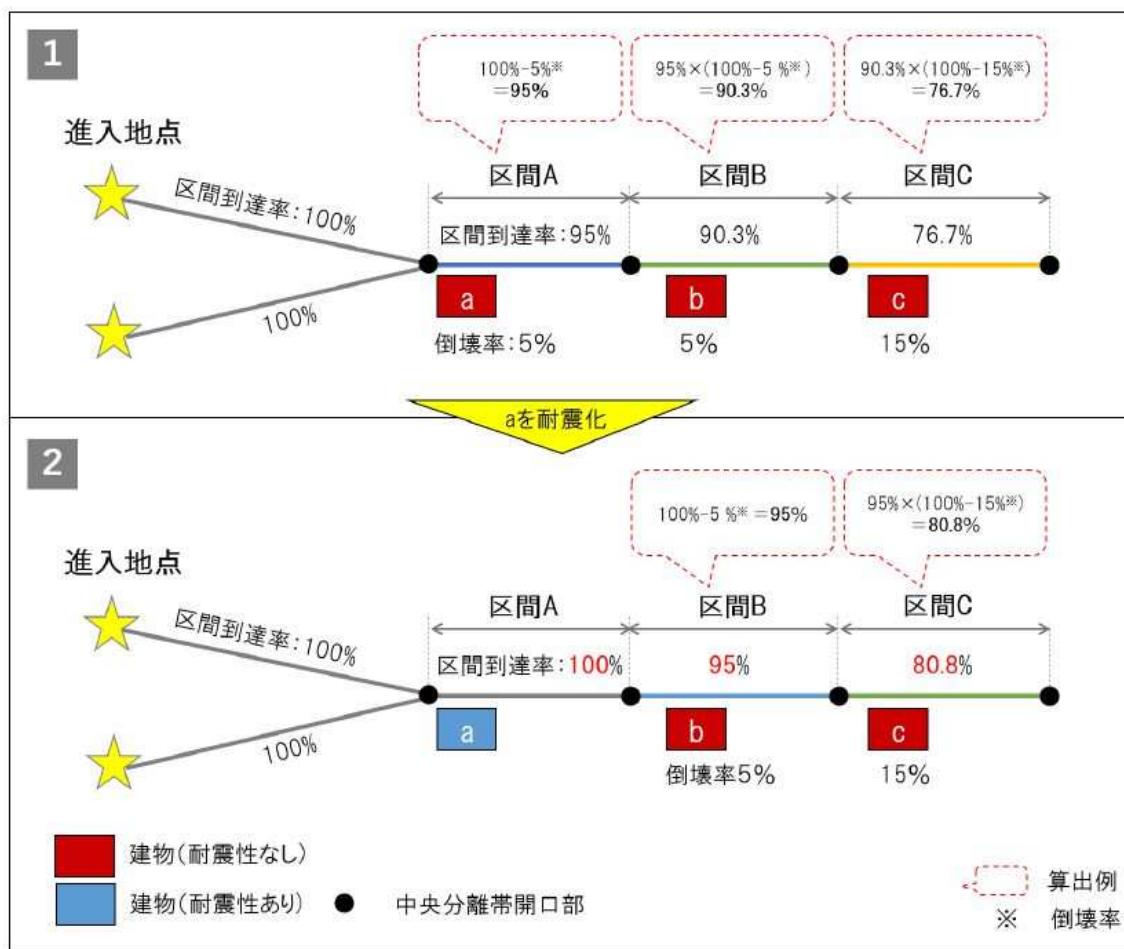 1
100%-5%※
=95%
95%×(100%-5 %※)
=90.3%
90.3%×(100%-15%※)
=76.7%
進入地点
区間A
区間B
区間C
区間到達率:100%
区間到達率:95%
90.3%
76.7%
100%
a
b
c
倒壊率:5%
5%
15%
aを耐震化
2
100%-5 %※ =95%
95%×(100%-15%※)
=80.8%
進入地点
区間A
区間B
区間C
区間到達率:100%
区間到達率:100%
95%
80.8%
100%
a
b
c
倒壊率5%
15%
建物(耐震性なし)
建物(耐震性あり)
中央分離帯開口部
算出例
※ 倒壊率